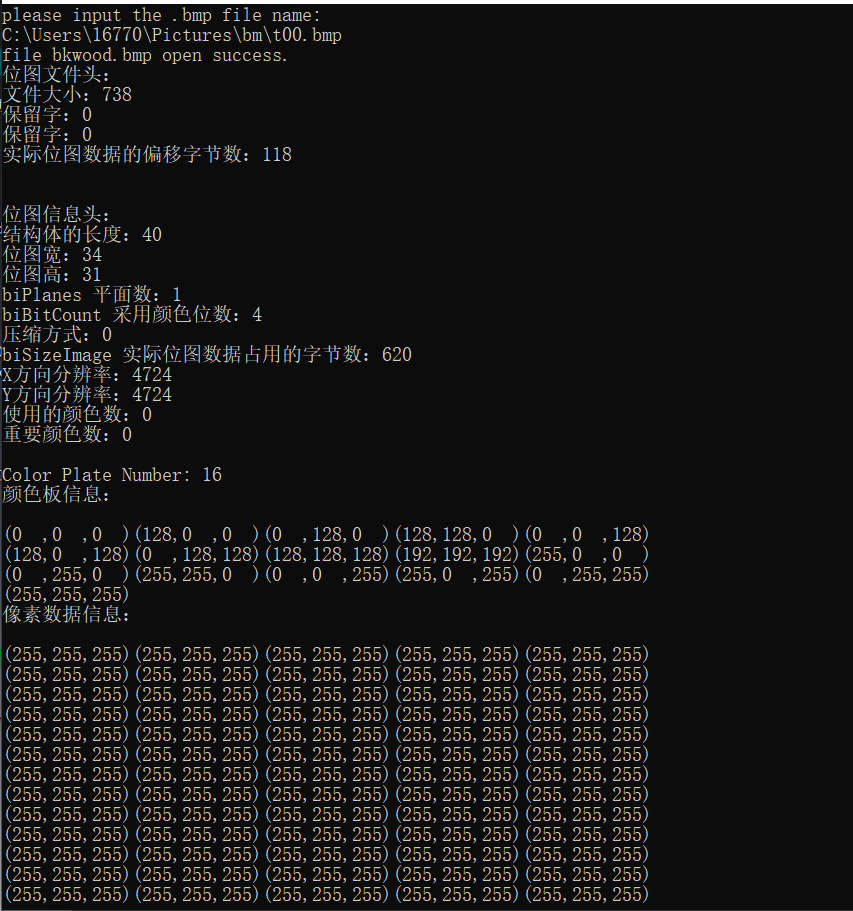 please input the .bmp file name:
C:\Users\16770\Pictures\bm\t00.bmp
file bkwood.bmp open success.
位图文件头:
文件大小: 738
保留字: 0
保留字: 0
实际位图数据的偏移字节数: 118
位图信息头:
结构体的长度: 40
位图宽: 34
位图高: 31
biPlanes 平面数: 1
biBitCount 采用颜色位数: 4
压缩方式: 0
biSizeImage 实际位图数据占用的字节数: 620
X方向分辨率: 4724
Y方向分辨率: 4724
使用的颜色数: 0
重要颜色数: 0
Color Plate Number: 16
颜色板信息:
(0  ,0  ,0  )(128,0  ,0  )(0  ,128,0  )(128,128,0  )(0  ,0  ,128)
(128,0  ,128)(0  ,128,128)(128,128,128)(192,192,192)(255,0  ,0  )
(0  ,255,0  )(255,255,0  )(0  ,0  ,255)(255,0  ,255)(0  ,255,255)
(255,255,255)
像素数据信息:
(255,255,255)(255,255,255)(255,255,255)(255,255,255)(255,255,255)
(255,255,255)(255,255,255)(255,255,255)(255,255,255)(255,255,255)
(255,255,255)(255,255,255)(255,255,255)(255,255,255)(255,255,255)
(255,255,255)(255,255,255)(255,255,255)(255,255,255)(255,255,255)
(255,255,255)(255,255,255)(255,255,255)(255,255,255)(255,255,255)
(255,255,255)(255,255,255)(255,255,255)(255,255,255)(255,255,255)
(255,255,255)(255,255,255)(255,255,255)(255,255,255)(255,255,255)
(255,255,255)(255,255,255)(255,255,255)(255,255,255)(255,255,255)
(255,255,255)(255,255,255)(255,255,255)(255,255,255)(255,255,255)
(255,255,255)(255,255,255)(255,255,255)(255,255,255)(255,255,255)
(255,255,255)(255,255,255)(255,255,255)(255,255,255)(255,255,255)
(255,255,255)(255,255,255)(255,255,255)(255,255,255)(255,255,255)
(255,255,255)(255,255,255)(255,255,255)(255,255,255)(255,255,255)